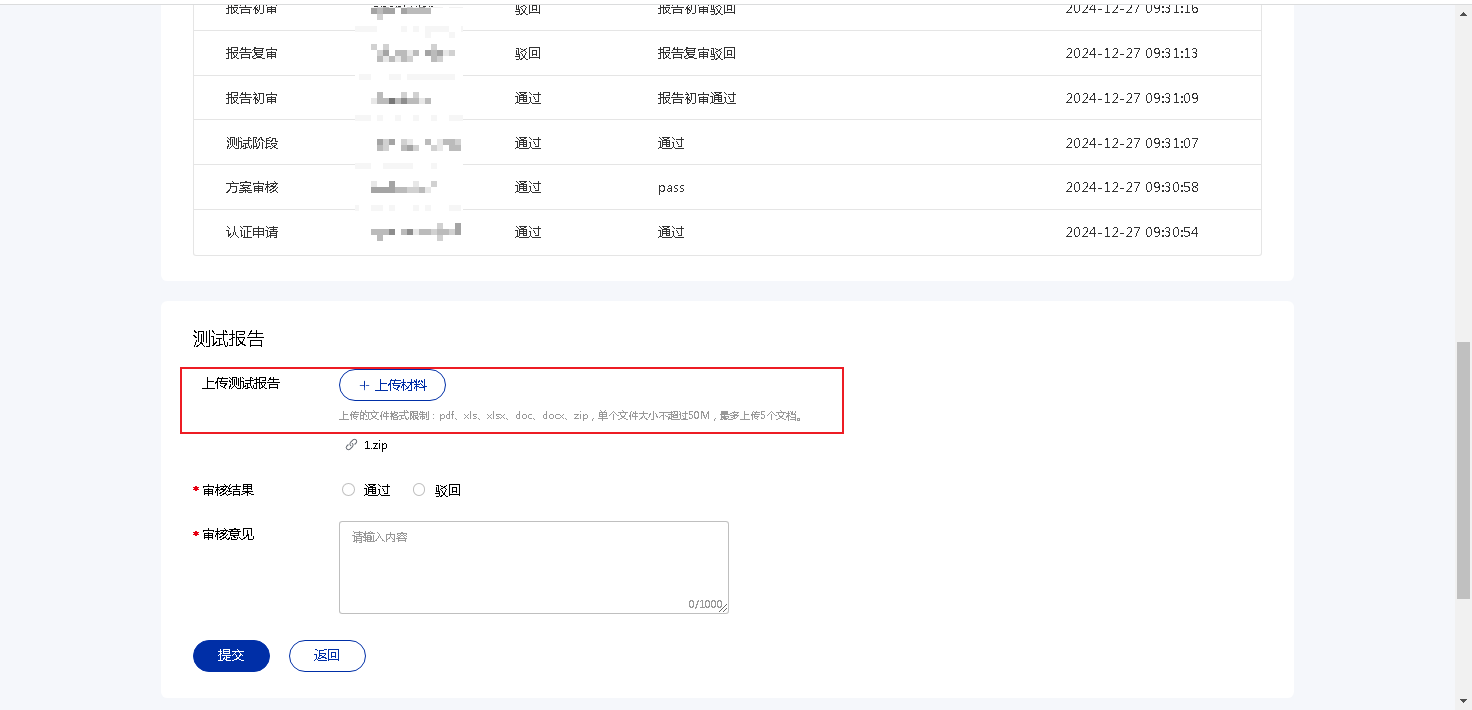 报告初审 驳回 报告初审驳回 2024-12-27 09:31:16
报告复审 驳回 报告复审驳回 2024-12-27 09:31:13
报告初审 通过 报告初审通过 2024-12-27 09:31:09
测试阶段 通过 通过 2024-12-27 09:31:07
方案审核 通过 pass 2024-12-27 09:30:58
认证申请 通过 通过 2024-12-27 09:30:54
测试报告
上传测试报告 + 上传材料
上传的文件格式限制：pdf、xls、xlsx、doc、docx、zip，单个文件大小不超过50M，最多上传5个文档。
1.zip
* 审核结果 通过 驳回
* 审核意见 请输入内容
0/1000
提交 返回